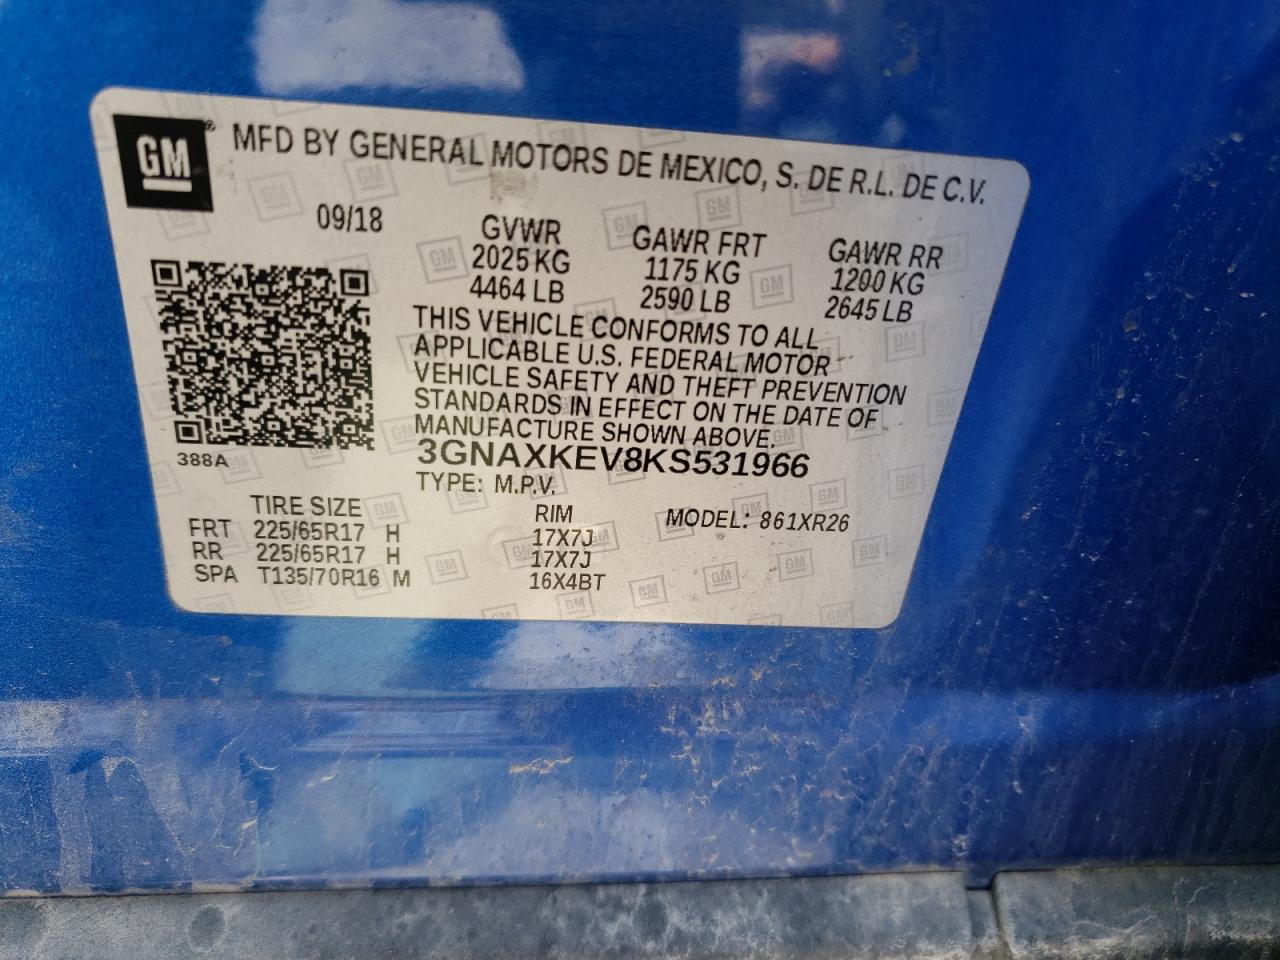 GM® MFD BY GENERAL MOTORS DE MEXICO, S. DE R.L. DE C.V.
09/18
GVWR GAWR FRT GAWR RR
2025 KG 1175 KG 1200 KG
4464 LB 2590 LB 2645 LB
THIS VEHICLE CONFORMS TO ALL
APPLICABLE U.S. FEDERAL MOTOR
VEHICLE SAFETY AND THEFT PREVENTION
STANDARDS IN EFFECT ON THE DATE OF
MANUFACTURE SHOWN ABOVE.
388A
3GNAXKEV8KS531966
TYPE: M.P.V.
TIRE SIZE RIM MODEL: 861XR26
FRT 225/65R17 H 17X7J
RR 225/65R17 H 17X7J
SPA T135/70R16 M 16X4BT